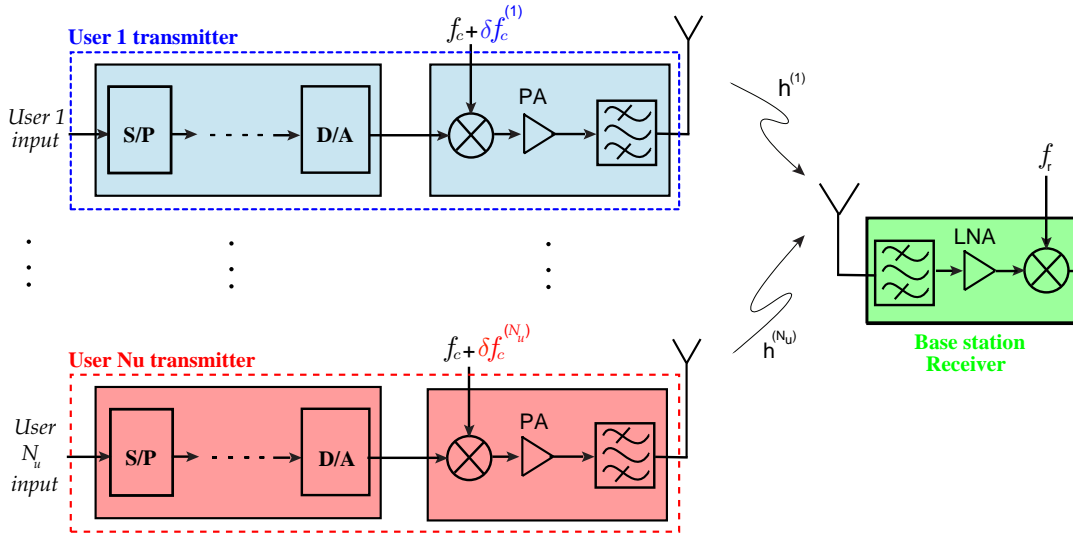 User 1 transmitter
f_c + δf_c^(1)
User 1
input
S/P
D/A
PA
h^(1)
f_r
LNA
Base station
Receiver
h^(N_u)
User Nu transmitter
f_c + δf_c^(N_u)
User
N_u
input
S/P
D/A
PA